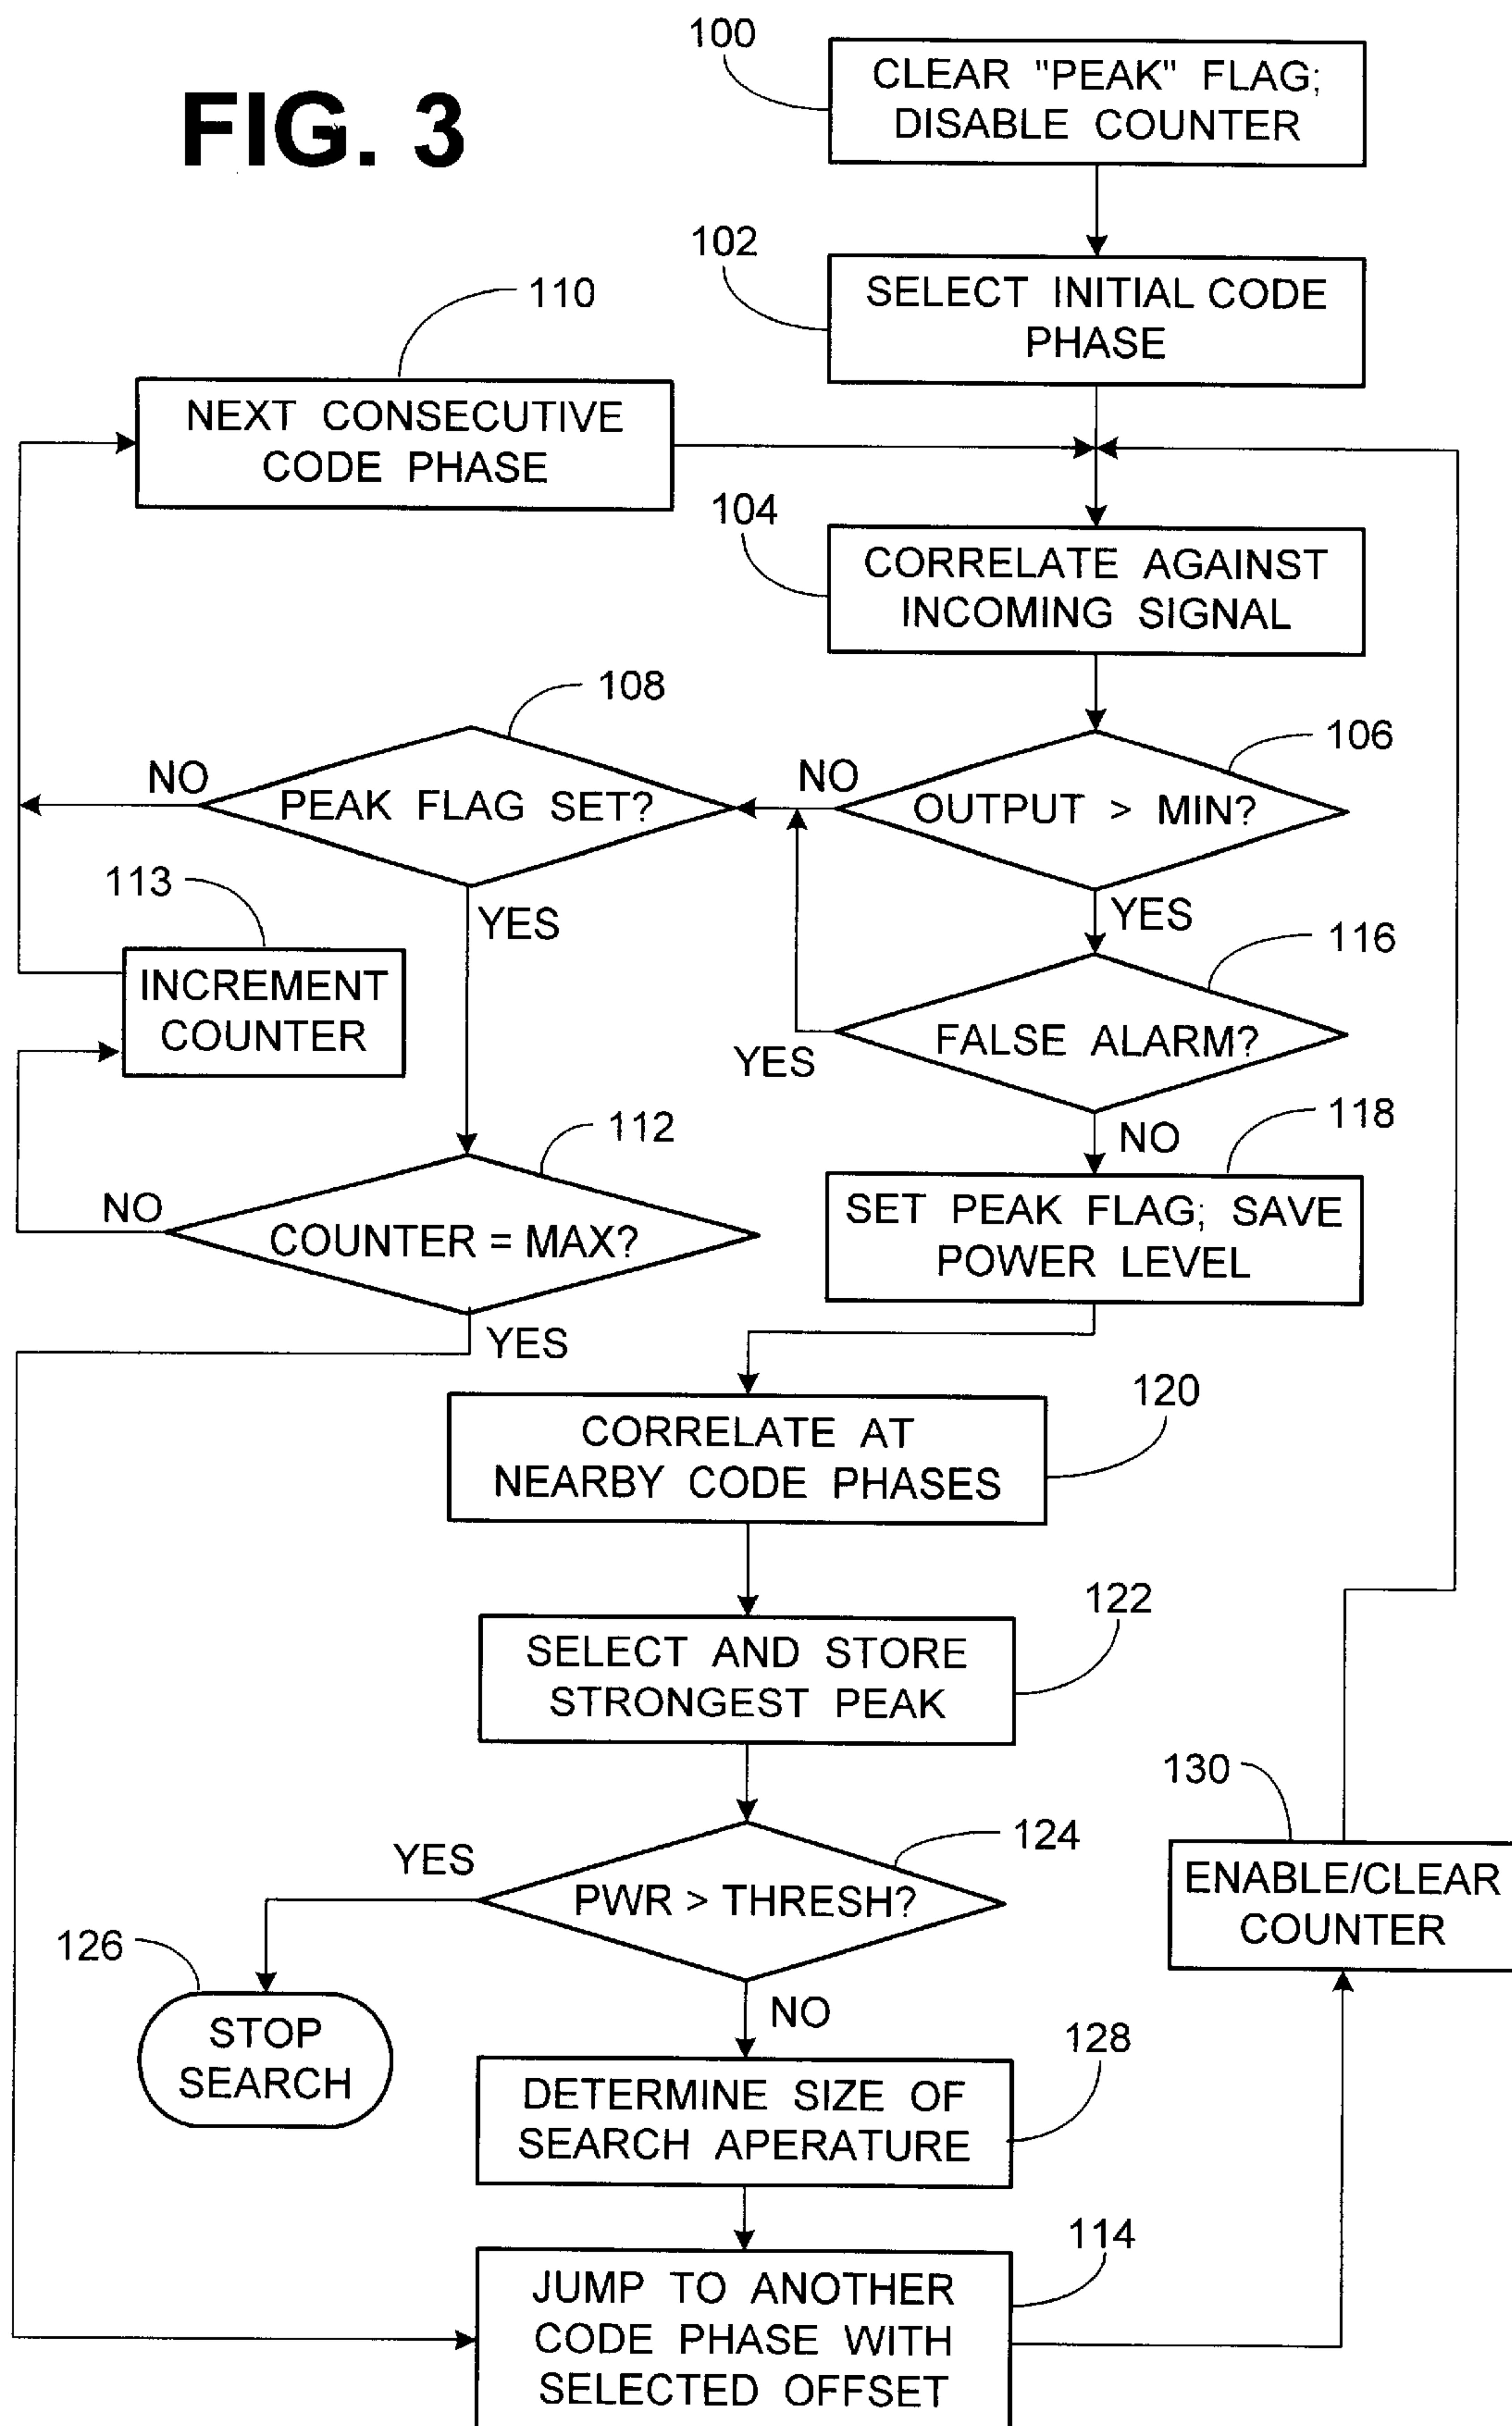 FIG. 3
100
CLEAR "PEAK" FLAG;
DISABLE COUNTER
102
SELECT INITIAL CODE
PHASE
110
NEXT CONSECUTIVE
CODE PHASE
104
CORRELATE AGAINST
INCOMING SIGNAL
108
NO
PEAK FLAG SET?
YES
106
NO
OUTPUT > MIN?
YES
113
INCREMENT
COUNTER
116
FALSE ALARM?
YES
NO
112
NO
COUNTER = MAX?
YES
118
SET PEAK FLAG; SAVE
POWER LEVEL
120
CORRELATE AT
NEARBY CODE PHASES
122
SELECT AND STORE
STRONGEST PEAK
124
YES
PWR > THRESH?
NO
126
STOP
SEARCH
130
ENABLE/CLEAR
COUNTER
128
DETERMINE SIZE OF
SEARCH APERATURE
114
JUMP TO ANOTHER
CODE PHASE WITH
SELECTED OFFSET